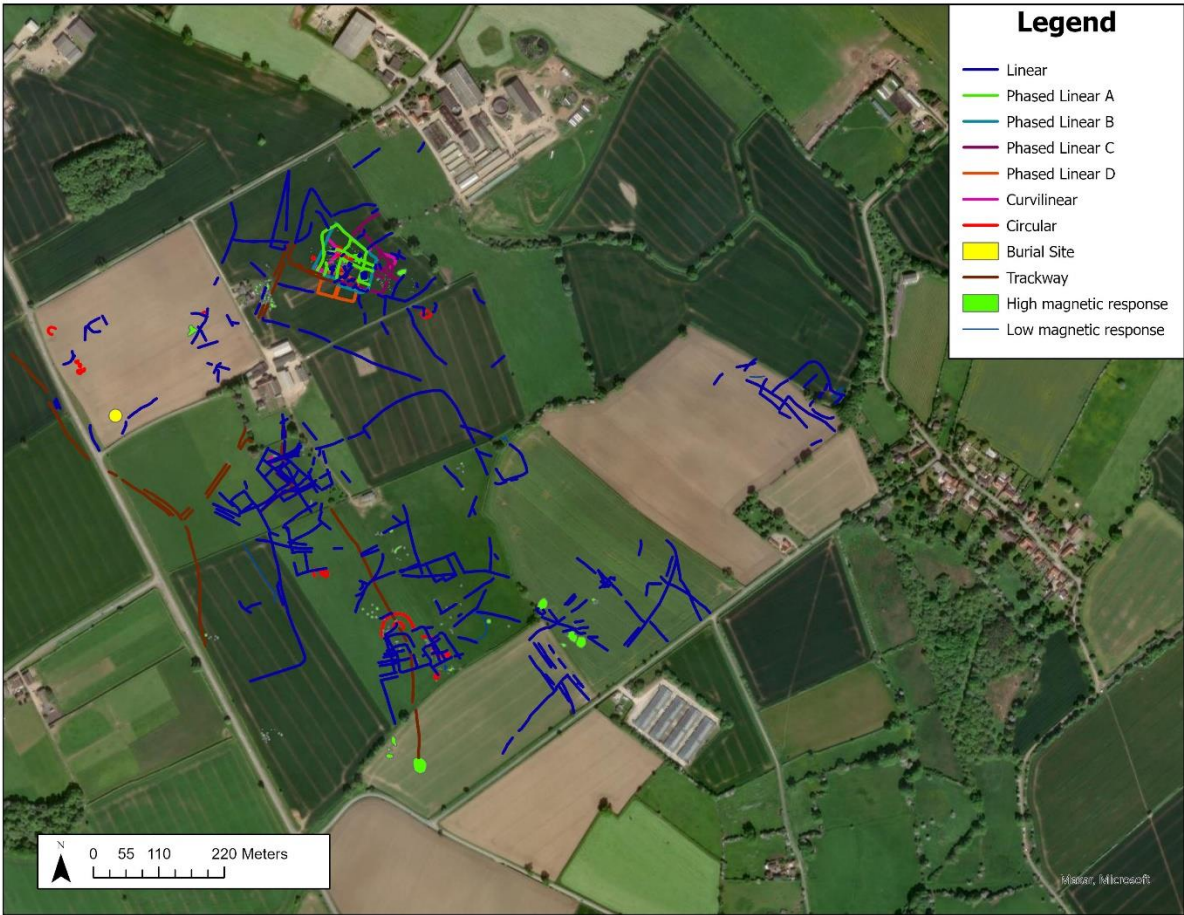 Legend
Linear
Phased Linear A
Phased Linear B
Phased Linear C
Phased Linear D
Curvilinear
Circular
Burial Site
Trackway
High magnetic response
Low magnetic response
N
0 55 110 220 Meters
Maxar, Microsoft